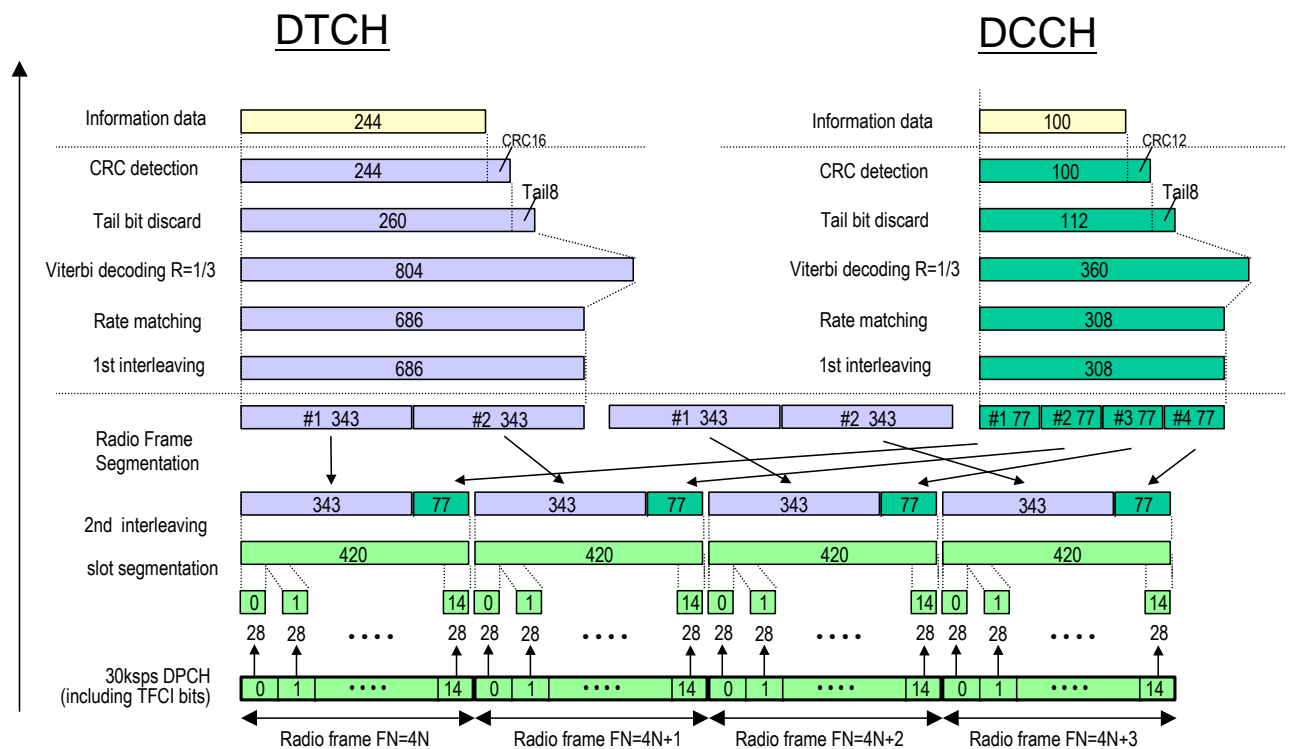 DTCH DCCH
Information data 244 Information data 100
CRC16 CRC12
CRC detection 244 CRC detection 100
Tail8 Tail8
Tail bit discard 260 Tail bit discard 112
Viterbi decoding R=1/3 804 Viterbi decoding R=1/3 360
Rate matching 686 Rate matching 308
1st interleaving 686 1st interleaving 308
#1 343 #2 343 #1 343 #2 343 #1 77 #2 77 #3 77 #4 77
Radio Frame
Segmentation
343 77 343 77 343 77 343 77
2nd interleaving
420 420 420 420
slot segmentation
0 1 14 0 1 14 0 1 14 0 1 14
28 28 •••• 28 28 28 •••• 28 28 28 •••• 28 28 28 •••• 28
30ksps DPCH
(including TFCI bits)
0 1 •••• 14 0 1 •••• 14 0 1 •••• 14 0 1 •••• 14
Radio frame FN=4N Radio frame FN=4N+1 Radio frame FN=4N+2 Radio frame FN=4N+3